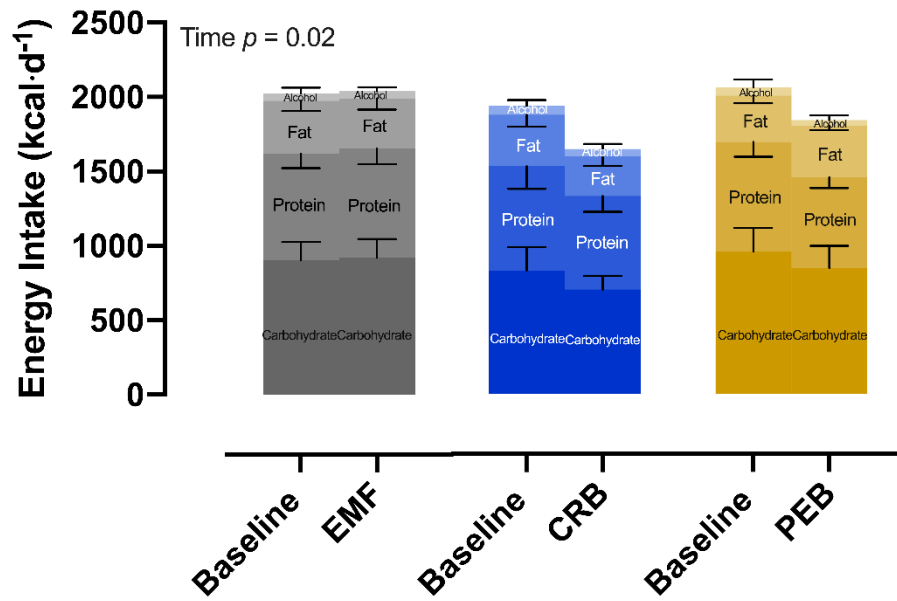 Energy Intake (kcal·d⁻¹)
2500
2000
1500
1000
500
0
Time p = 0.02
Alcohol
Fat
Protein
Carbohydrate
Alcohol
Fat
Protein
Carbohydrate
Alcohol
Fat
Protein
Carbohydrate
Alcohol
Fat
Protein
Carbohydrate
Alcohol
Fat
Protein
Carbohydrate
Alcohol
Fat
Protein
Carbohydrate
Baseline
EMF
Baseline
CRB
Baseline
PEB